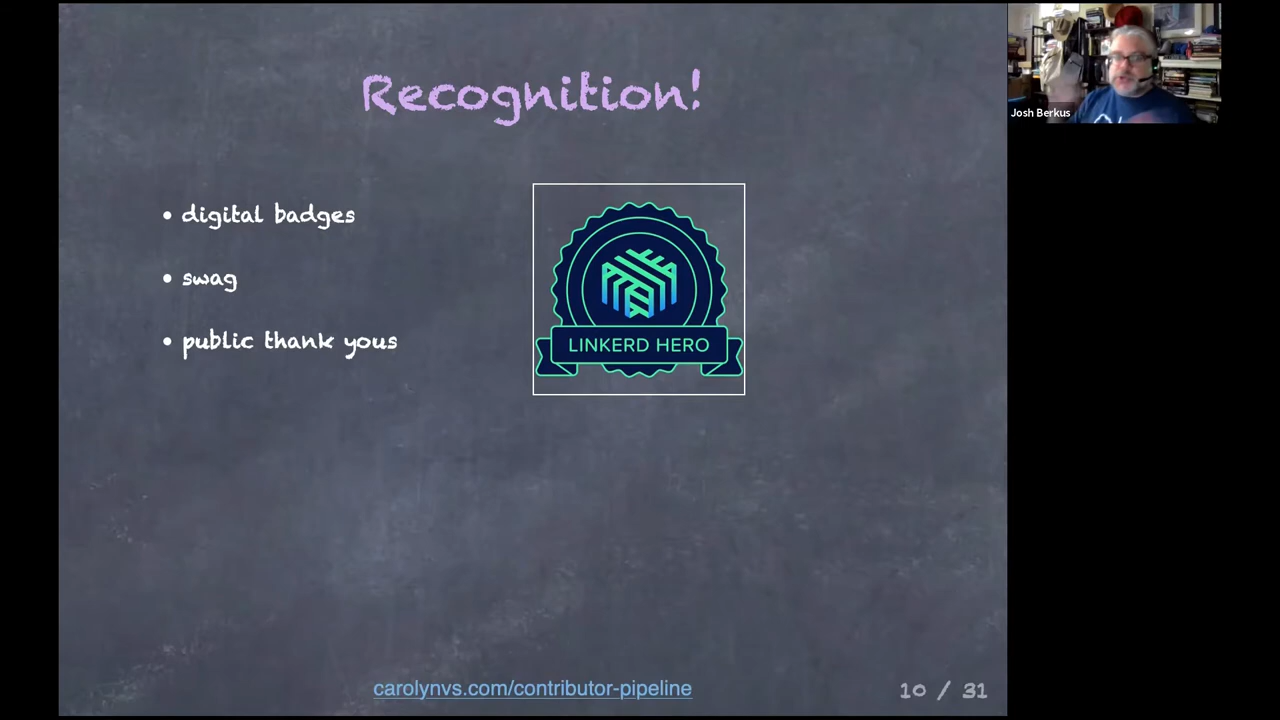 Recognition!
• digital badges
• swag
• public thank yous
LINKERD HERO
carolynvs.com/contributor-pipeline
10 / 31
Josh Berkus